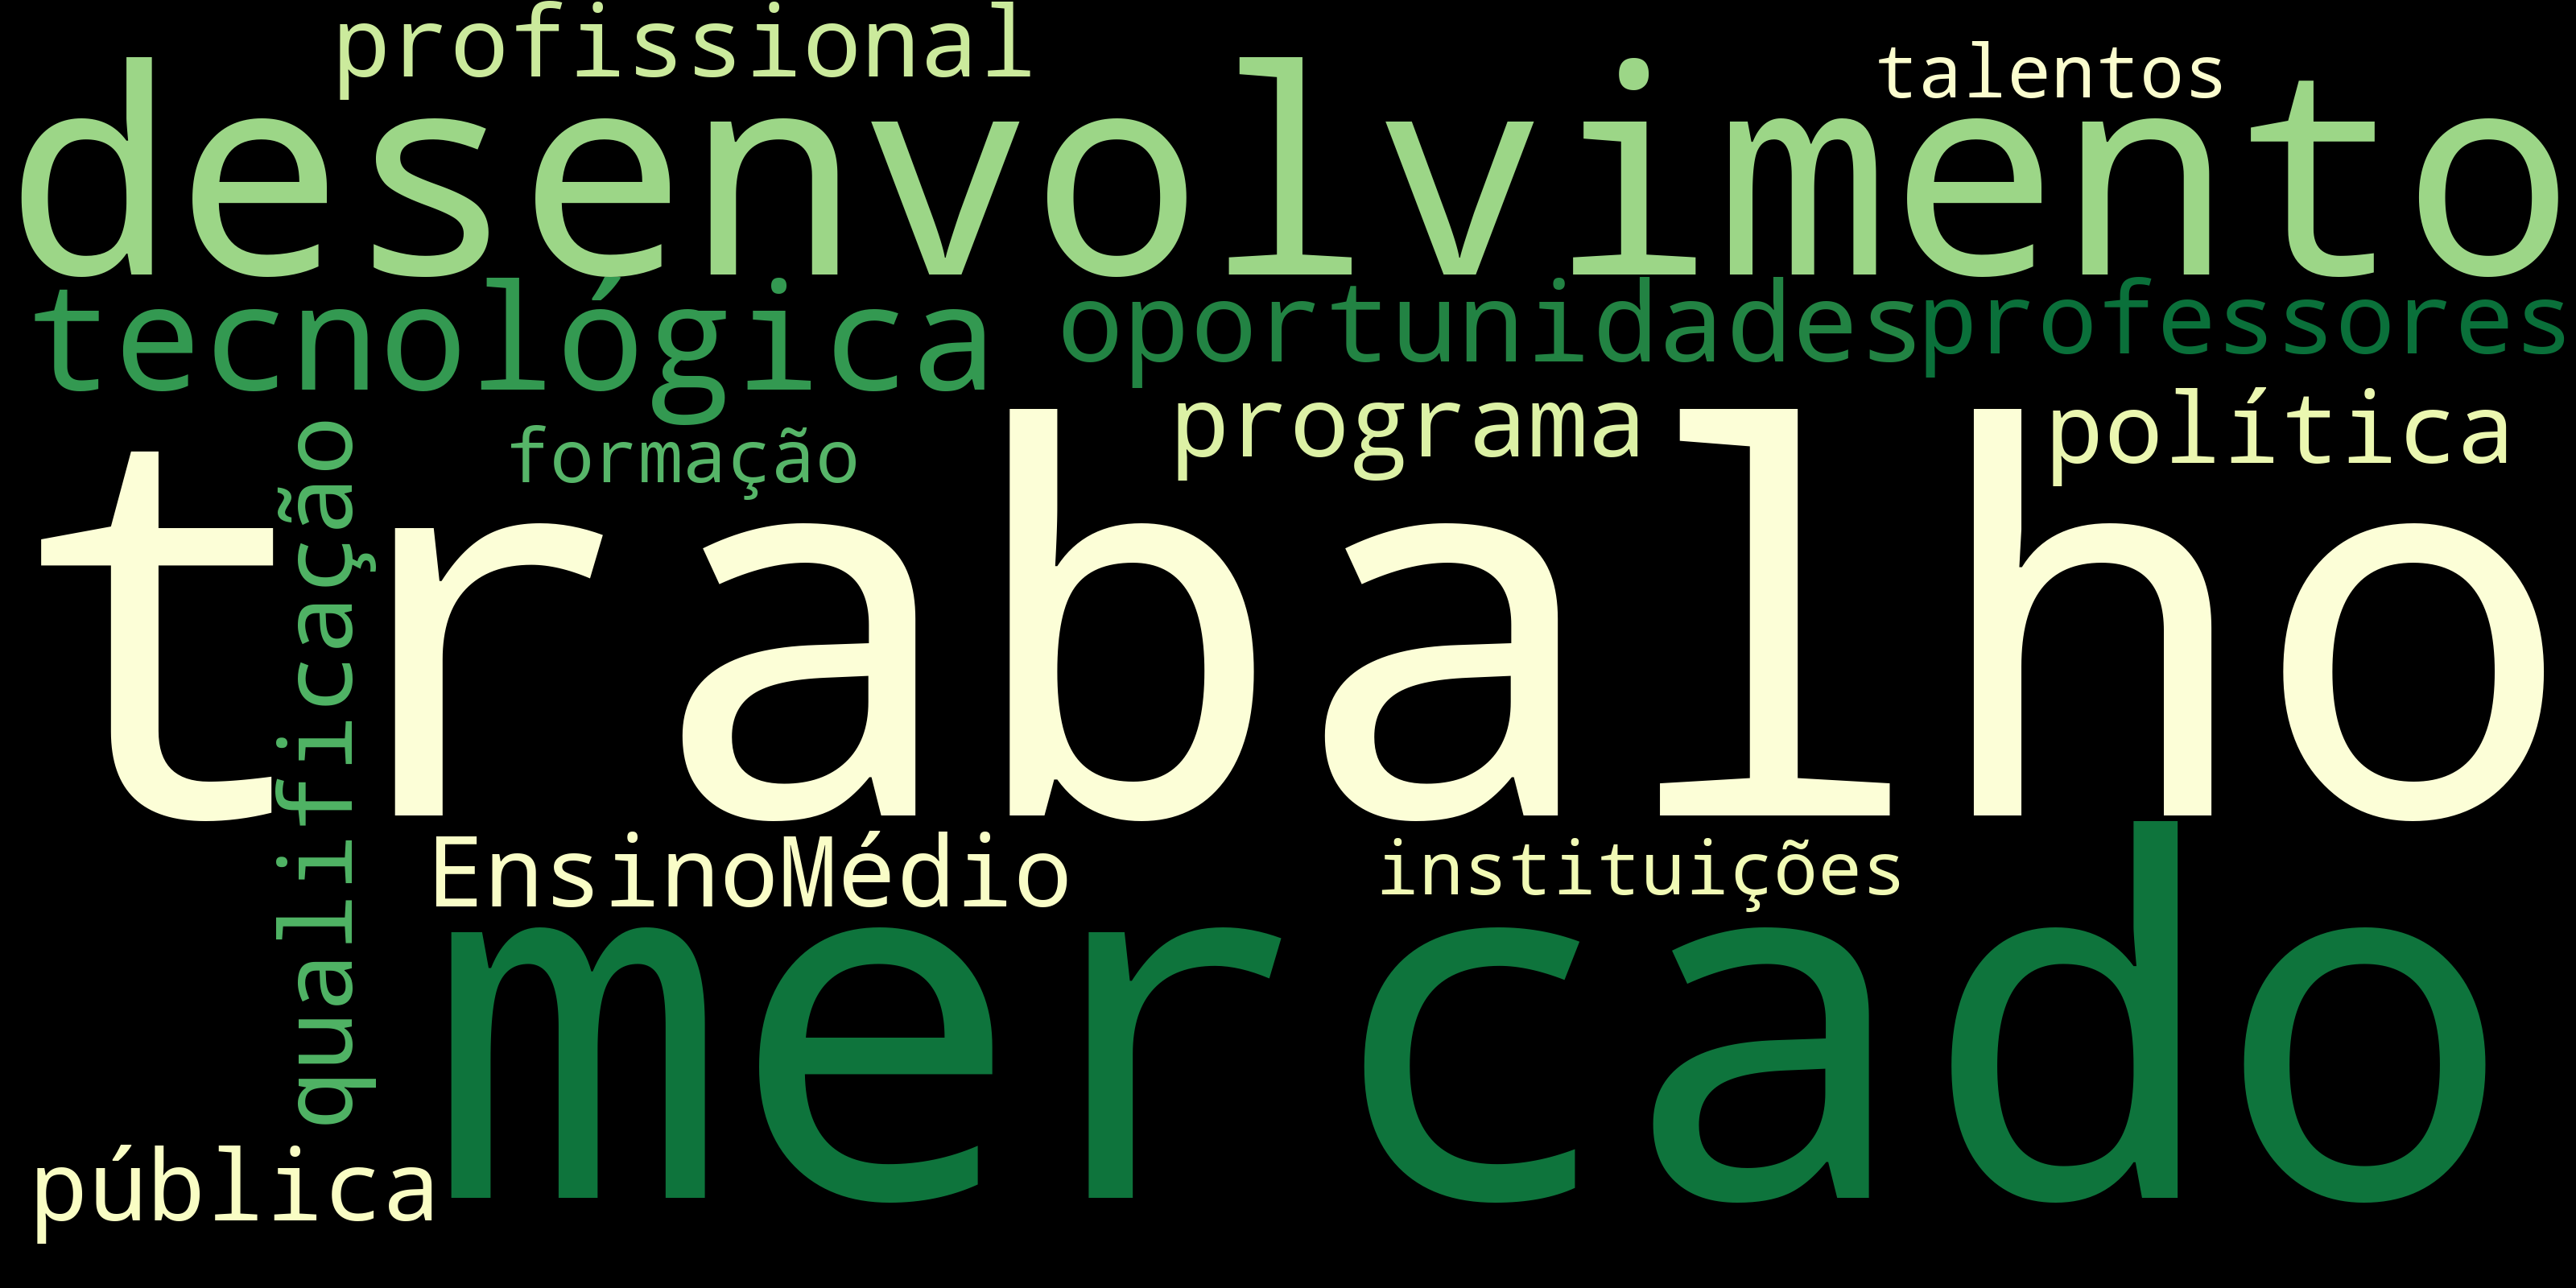 profissional
talentos
desenvolvimento
tecnológica
oportunidades
professores
programa
política
formação
qualificação
trabalho
EnsinoMédio
instituições
mercado
pública